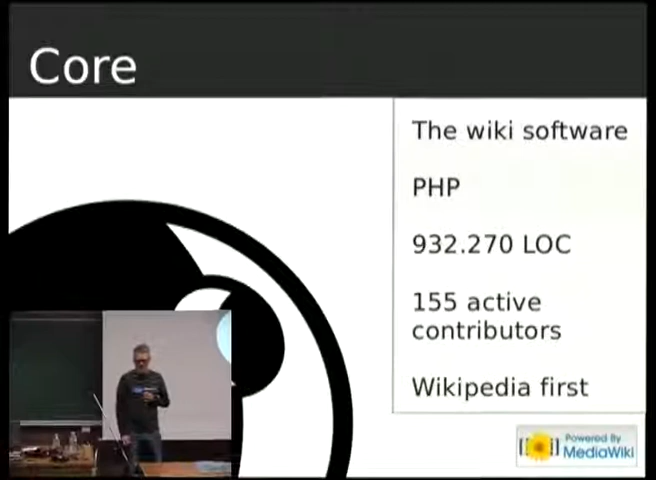 Core
The wiki software
PHP
932.270 LOC
155 active
contributors
Wikipedia first
Powered By
MediaWiki